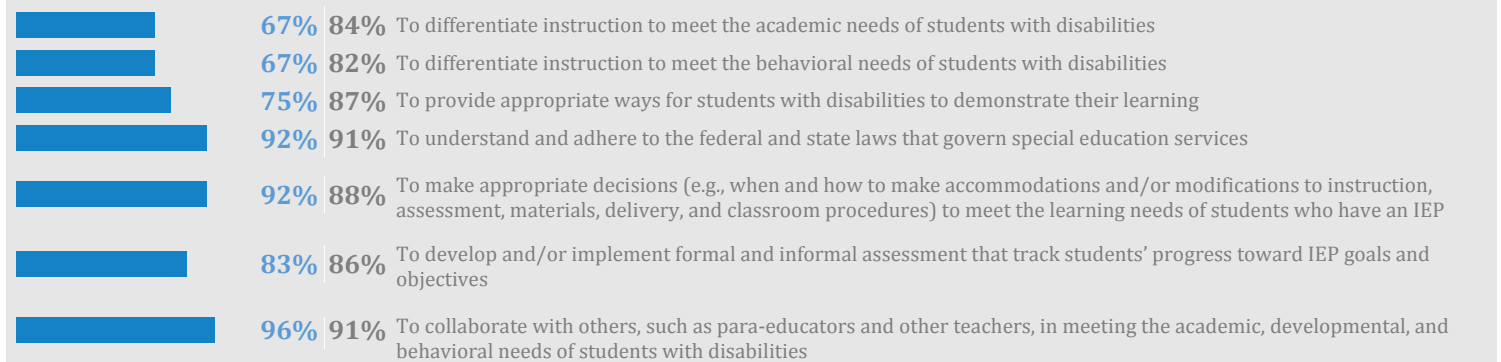 67% 84% To differentiate instruction to meet the academic needs of students with disabilities
67% 82% To differentiate instruction to meet the behavioral needs of students with disabilities
75% 87% To provide appropriate ways for students with disabilities to demonstrate their learning
92% 91% To understand and adhere to the federal and state laws that govern special education services
92% 88% To make appropriate decisions (e.g., when and how to make accommodations and/or modifications to instruction,
assessment, materials, delivery, and classroom procedures) to meet the learning needs of students who have an IEP
83% 86% To develop and/or implement formal and informal assessment that track students’ progress toward IEP goals and
objectives
96% 91% To collaborate with others, such as para-educators and other teachers, in meeting the academic, developmental, and
behavioral needs of students with disabilities